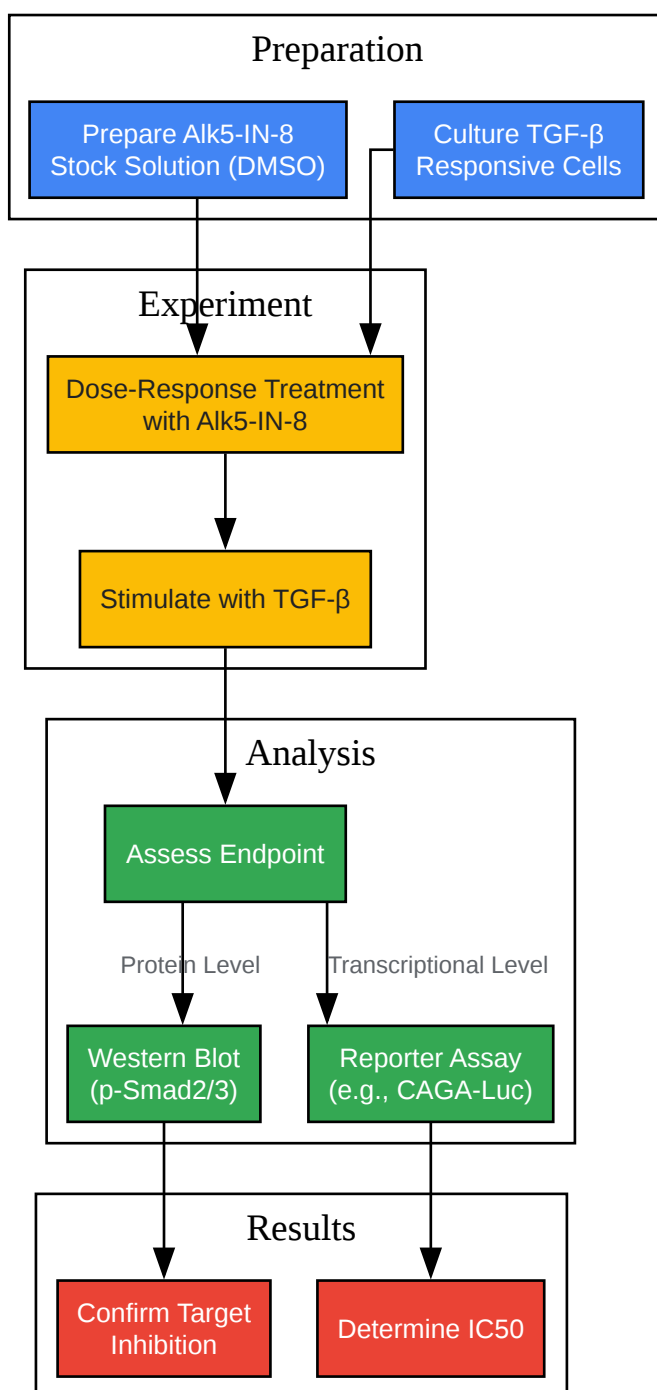 Preparation
Prepare Alk5-IN-8
Stock Solution (DMSO)
Culture TGF-β
Responsive Cells
Experiment
Dose-Response Treatment
with Alk5-IN-8
Stimulate with TGF-β
Analysis
Assess Endpoint
Protein Level
Transcriptional Level
Western Blot
(p-Smad2/3)
Reporter Assay
(e.g., CAGA-Luc)
Results
Confirm Target
Inhibition
Determine IC50